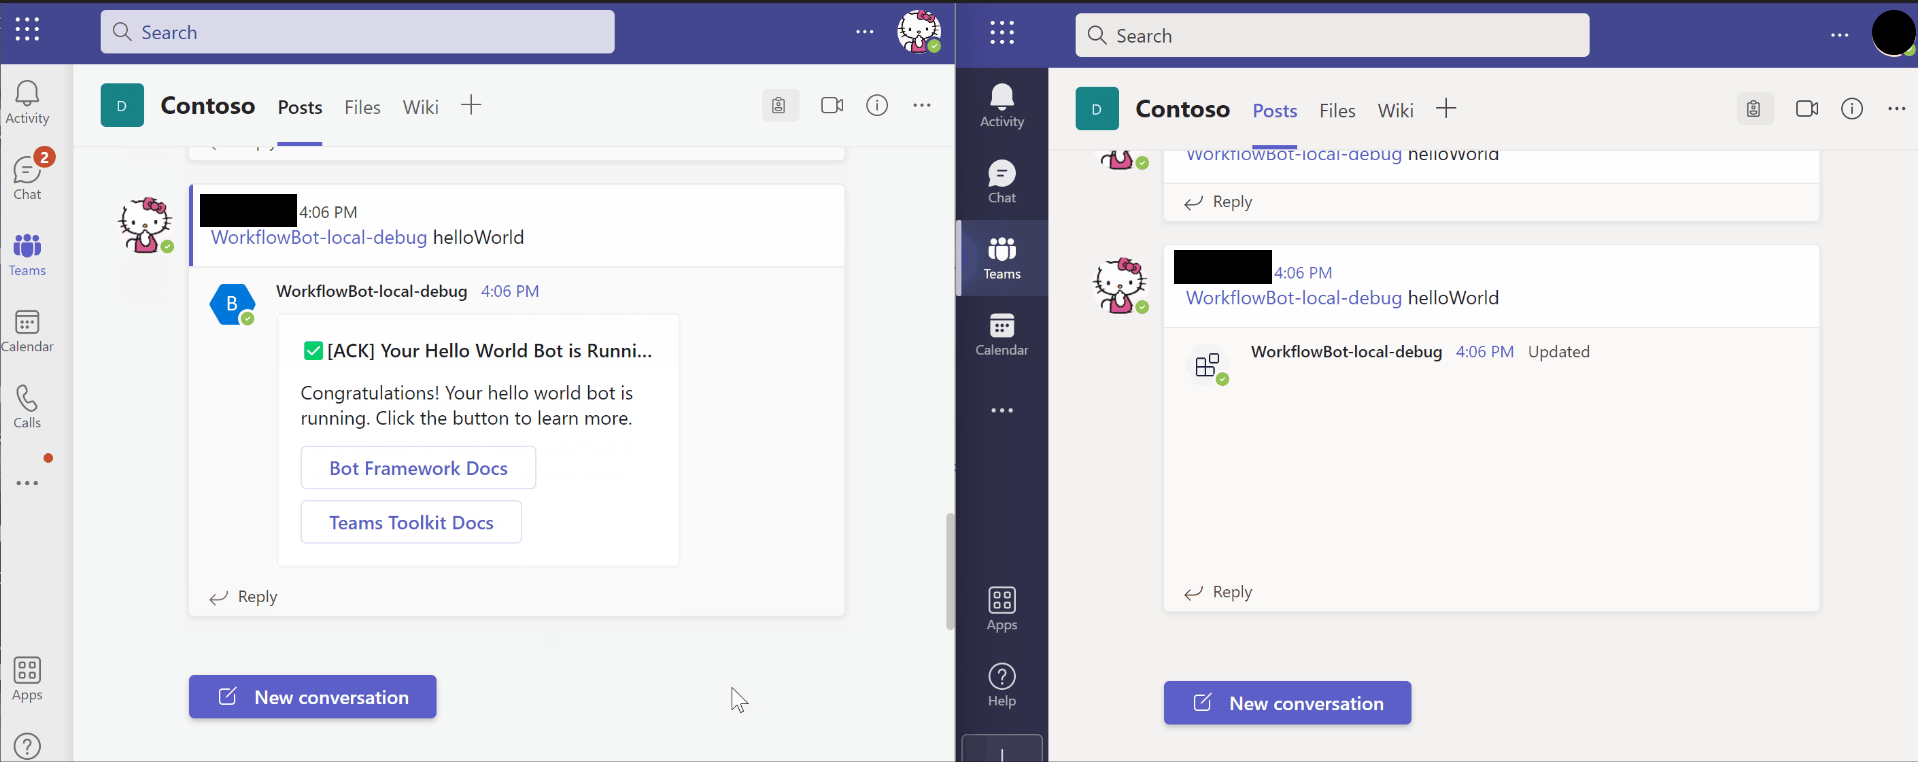 Search
Activity
2
Chat
Teams
Calendar
Calls
Apps
D
Contoso
Posts
Files
Wiki
4:06 PM
WorkflowBot-local-debug helloWorld
B
WorkflowBot-local-debug 4:06 PM
[ACK] Your Hello World Bot is Runni...
Congratulations! Your hello world bot is
running. Click the button to learn more.
Bot Framework Docs
Teams Toolkit Docs
Reply
New conversation
Search
Activity
Chat
Teams
Calendar
Apps
Help
D
Contoso
Posts
Files
Wiki
WorkflowBot-local-debug helloWorld
Reply
4:06 PM
WorkflowBot-local-debug helloWorld
WorkflowBot-local-debug 4:06 PM Updated
Reply
New conversation